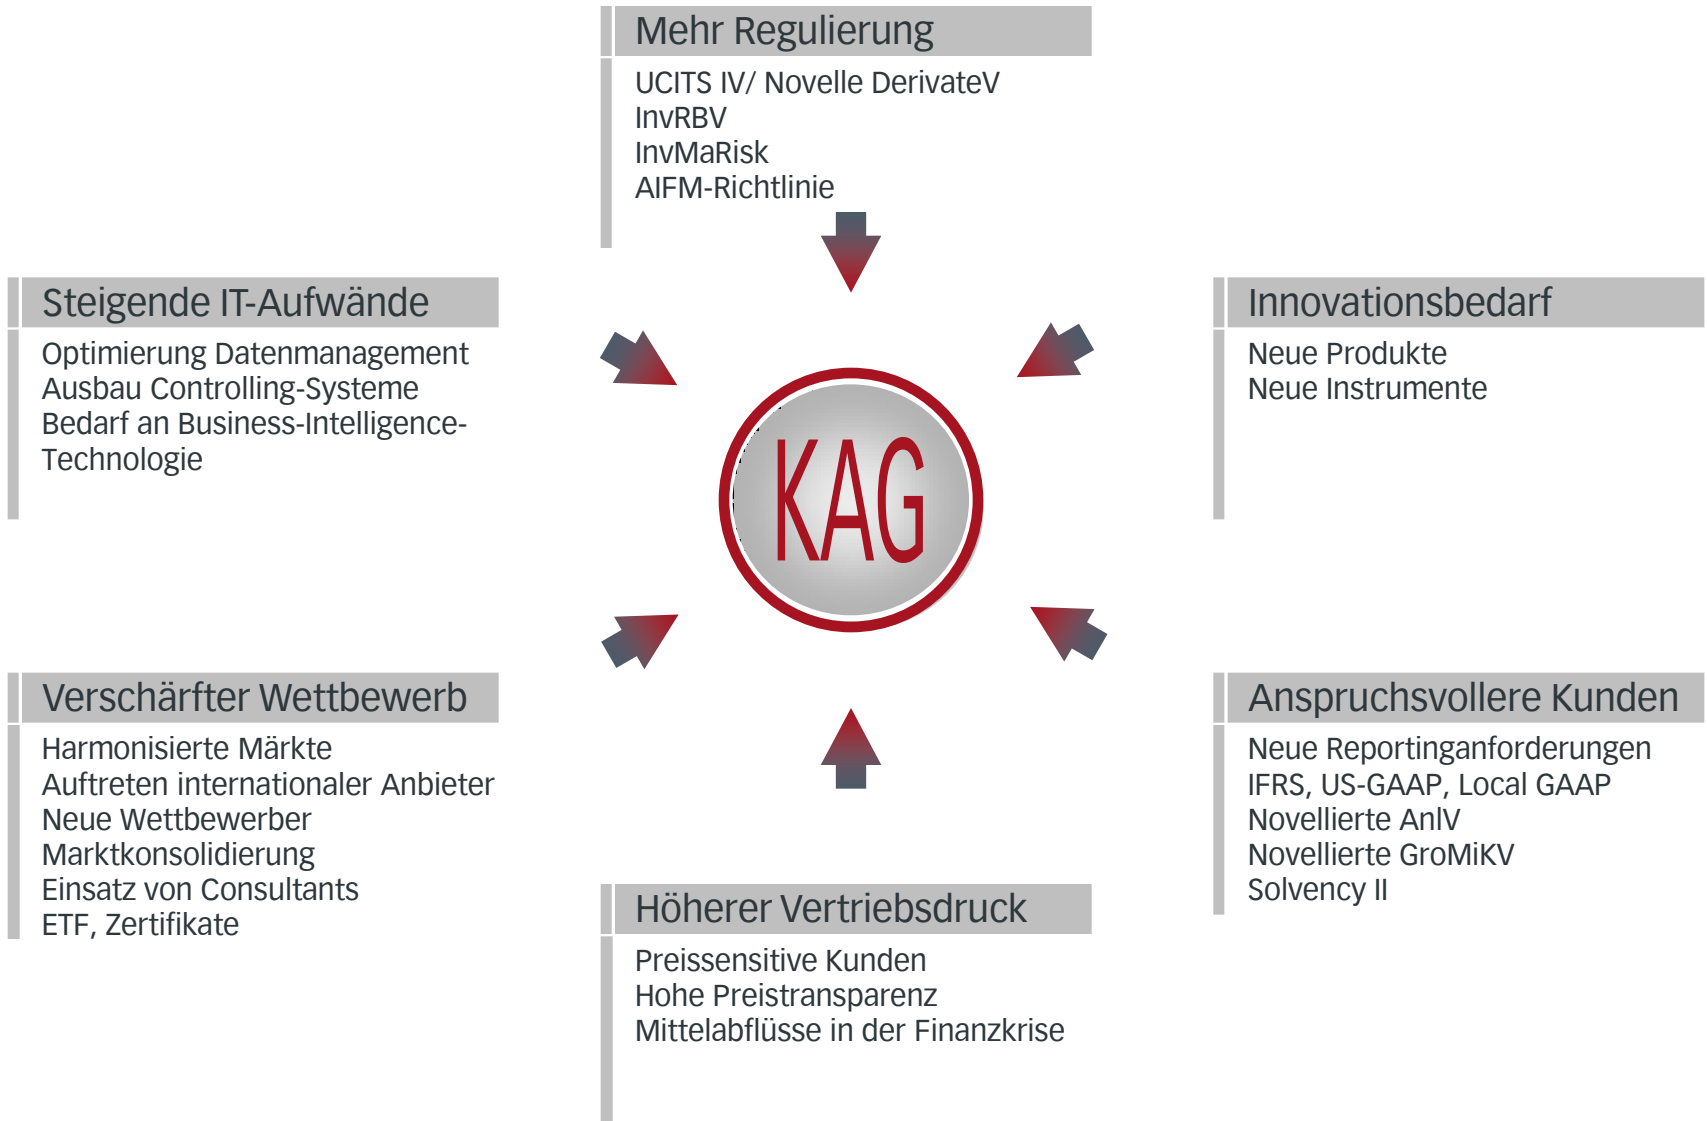 Mehr Regulierung
UCITS IV/ Novelle DerivateV
InvRBV
InvMaRisk
AIFM-Richtlinie
Steigende IT-Aufwände
Optimierung Datenmanagement
Ausbau Controlling-Systeme
Bedarf an Business-Intelligence-
Technologie
Innovationsbedarf
Neue Produkte
Neue Instrumente
KAG
Verschärfter Wettbewerb
Harmonisierte Märkte
Auftreten internationaler Anbieter
Neue Wettbewerber
Marktkonsolidierung
Einsatz von Consultants
ETF, Zertifikate
Anspruchsvollere Kunden
Neue Reportinganforderungen
IFRS, US-GAAP, Local GAAP
Novellierte AnlV
Novellierte GroMiKV
Solvency II
Höherer Vertriebsdruck
Preissensitive Kunden
Hohe Preistransparenz
Mittelabflüsse in der Finanzkrise